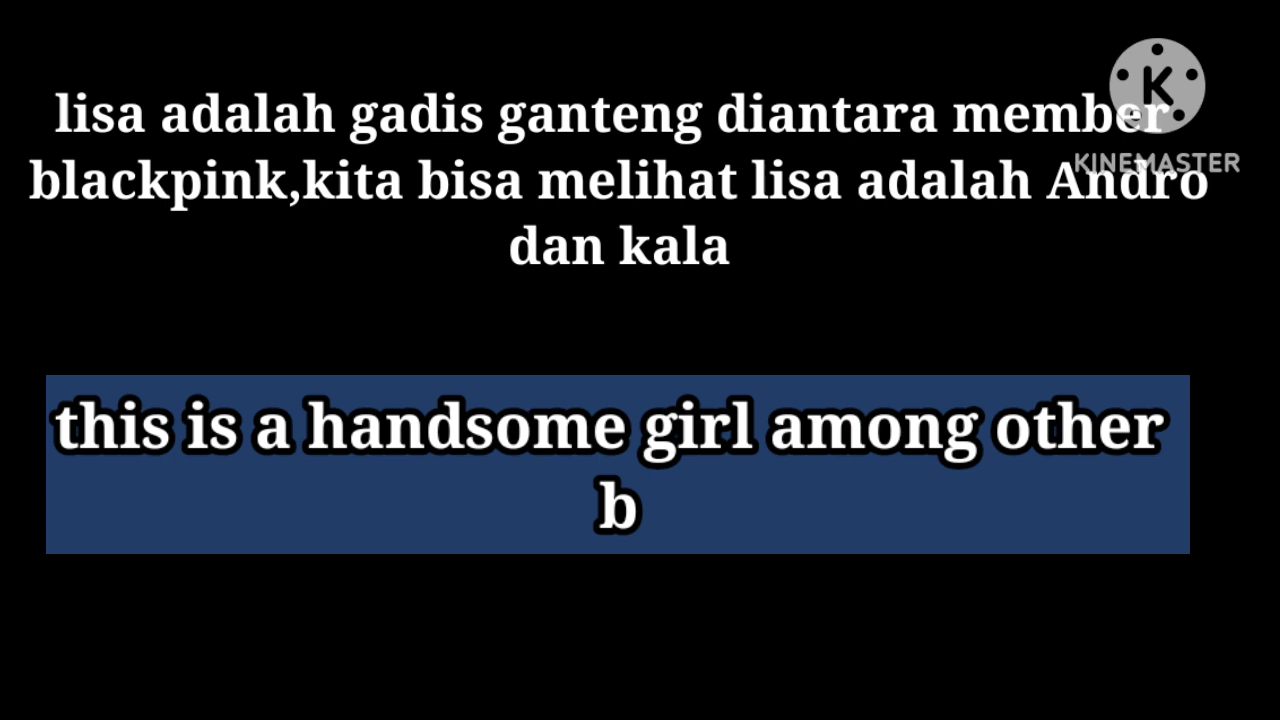 lisa adalah gadis ganteng diantara member
blackpink,kita bisa melihat lisa adalah Andro
dan kala
K
KINEMASTER
this is a handsome girl among other
b